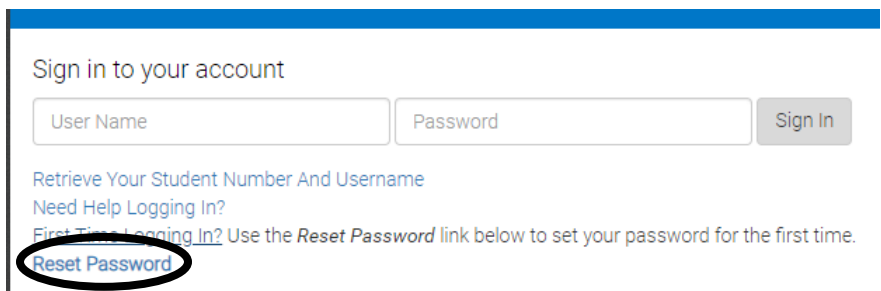 Sign in to your account
User Name Password Sign In
Retrieve Your Student Number And Username
Need Help Logging In?
First Time Logging In? Use the Reset Password link below to set your password for the first time.
Reset Password